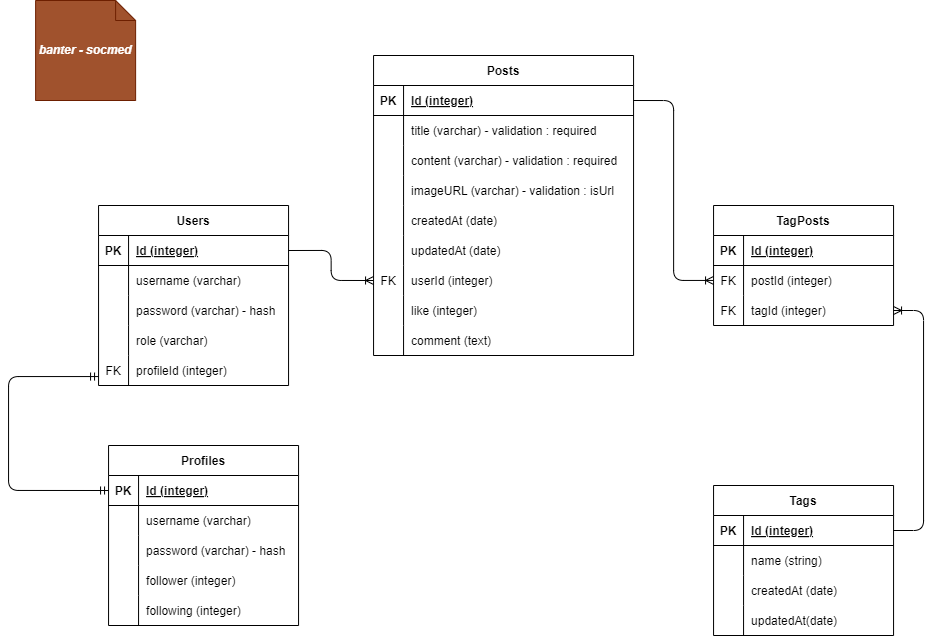 banter - socmed
Posts
PK Id (integer)
title (varchar) - validation : required
content (varchar) - validation : required
imageURL (varchar) - validation : isUrl
createdAt (date)
updatedAt (date)
FK userId (integer)
like (integer)
comment (text)
Users
PK Id (integer)
username (varchar)
password (varchar) - hash
role (varchar)
FK profileId (integer)
TagPosts
PK Id (integer)
FK postId (integer)
FK tagId (integer)
Profiles
PK Id (integer)
username (varchar)
password (varchar) - hash
follower (integer)
following (integer)
Tags
PK Id (integer)
name (string)
createdAt (date)
updatedAt(date)